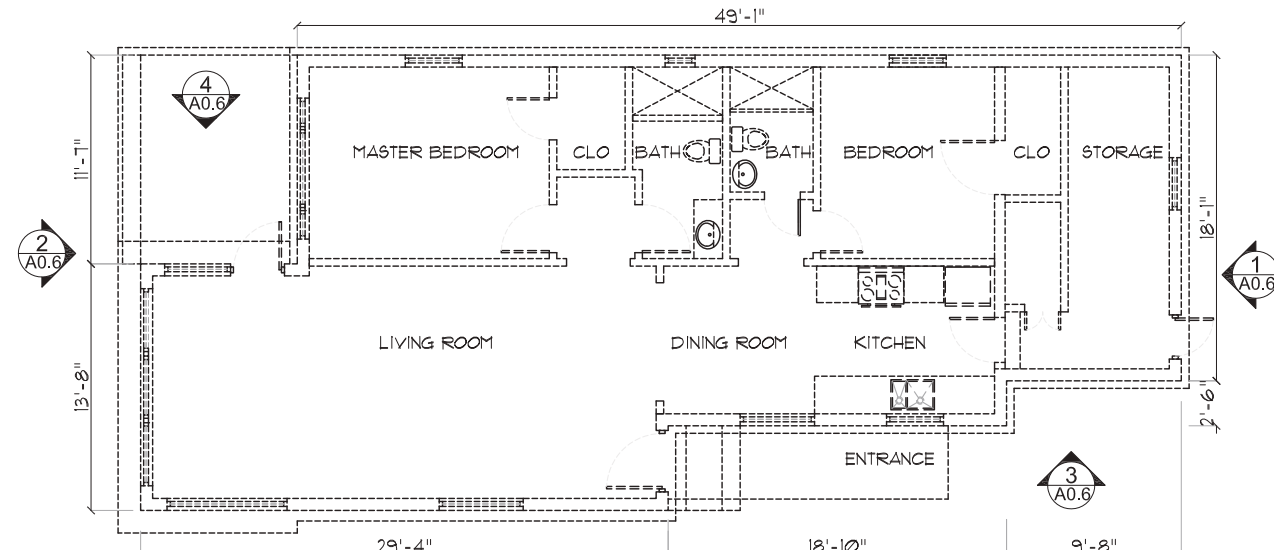 49'-1"
4
A0.6
11'-7"
MASTER BEDROOM
CLO
BATH
BATH
BEDROOM
CLO
STORAGE
18'-1"
2
A0.6
1
A0.6
LIVING ROOM
DINING ROOM
KITCHEN
13'-8"
2'-6"
ENTRANCE
3
A0.6
29'-4"
18'-10"
9'-8"